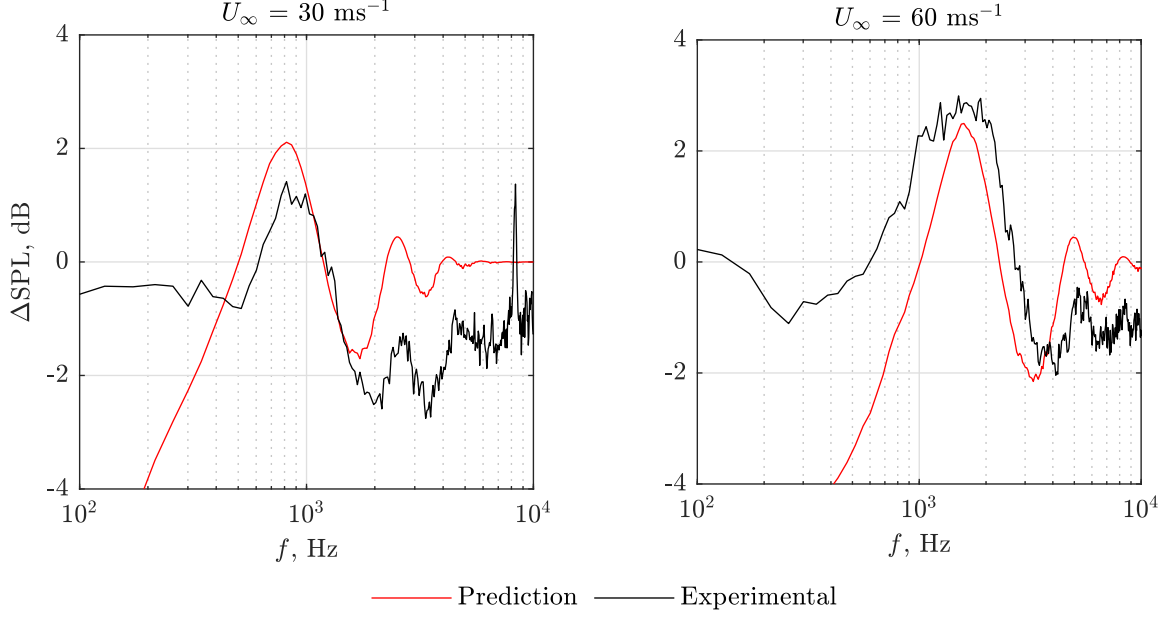 U∞ = 30 ms⁻¹
U∞ = 60 ms⁻¹
4
2
0
-2
-4
ΔSPL, dB
10² 10³ 10⁴
f, Hz
4
2
0
-2
-4
10² 10³ 10⁴
f, Hz
Prediction Experimental